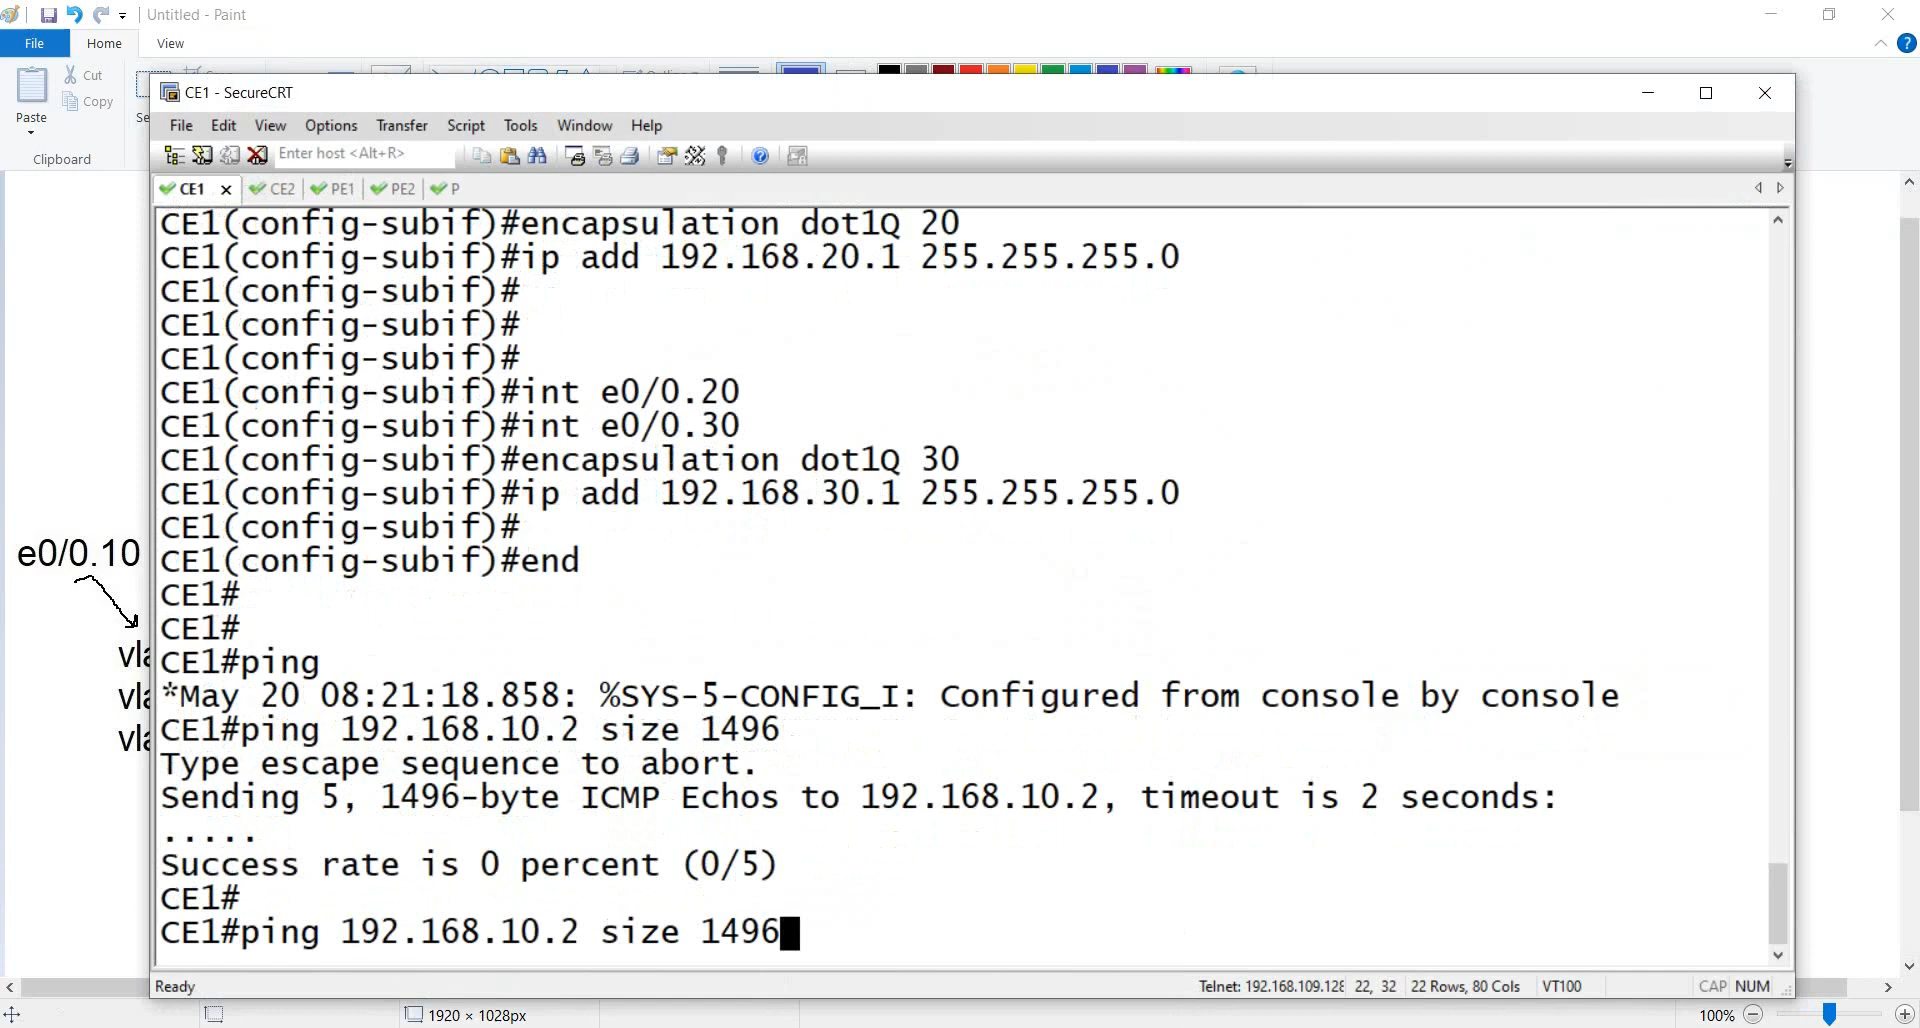 Untitled - Paint
File Home View
Cut
Copy
Paste
Clipboard
CE1 - SecureCRT
File Edit View Options Transfer Script Tools Window Help
Enter host <Alt+R>
CE1 CE2 PE1 PE2 P
CE1(config-subif)#encapsulation dot1Q 20
CE1(config-subif)#ip add 192.168.20.1 255.255.255.0
CE1(config-subif)#
CE1(config-subif)#
CE1(config-subif)#
CE1(config-subif)#int e0/0.20
CE1(config-subif)#int e0/0.30
CE1(config-subif)#encapsulation dot1Q 30
CE1(config-subif)#ip add 192.168.30.1 255.255.255.0
CE1(config-subif)#
CE1(config-subif)#end
CE1#
CE1#
CE1#ping
*May 20 08:21:18.858: %SYS-5-CONFIG_I: Configured from console by console
CE1#ping 192.168.10.2 size 1496
Type escape sequence to abort.
Sending 5, 1496-byte ICMP Echos to 192.168.10.2, timeout is 2 seconds:
.....
Success rate is 0 percent (0/5)
CE1#
CE1#ping 192.168.10.2 size 1496
e0/0.10
Ready
Telnet: 192.168.109.128 22, 32 22 Rows, 80 Cols VT100 CAP NUM
1920 × 1028px
100%